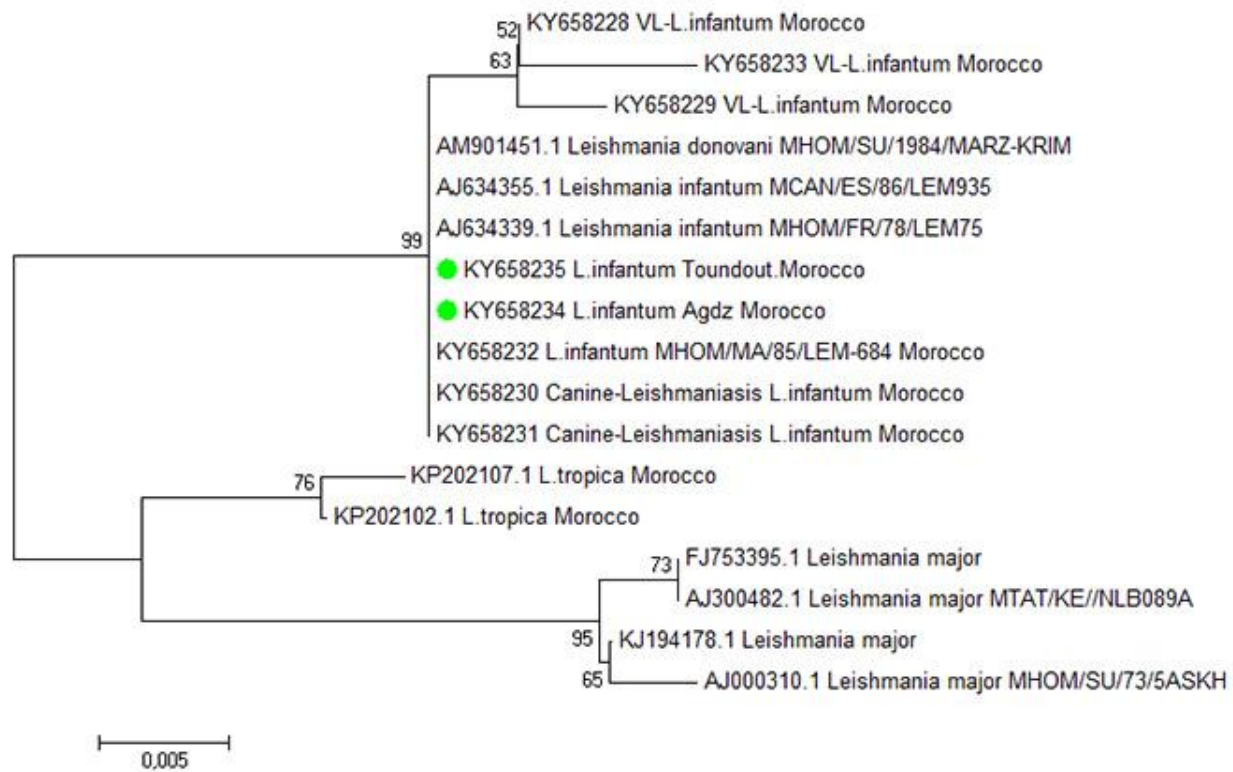 52
KY658228 VL-L.infantum Morocco
63
KY658233 VL-L.infantum Morocco
KY658229 VL-L.infantum Morocco
AM901451.1 Leishmania donovani MHOM/SU/1984/MARZ-KRIM
AJ634355.1 Leishmania infantum MCAN/ES/86/LEM935
AJ634339.1 Leishmania infantum MHOM/FR/78/LEM75
99
KY658235 L.infantum Toundout.Morocco
KY658234 L.infantum Agdz Morocco
KY658232 L.infantum MHOM/MA/85/LEM-684 Morocco
KY658230 Canine-Leishmaniasis L.infantum Morocco
KY658231 Canine-Leishmaniasis L.infantum Morocco
76
KP202107.1 L.tropica Morocco
KP202102.1 L.tropica Morocco
73
FJ753395.1 Leishmania major
AJ300482.1 Leishmania major MTAT/KE//NLB089A
95
KJ194178.1 Leishmania major
65
AJ000310.1 Leishmania major MHOM/SU/73/5ASKH
0,005